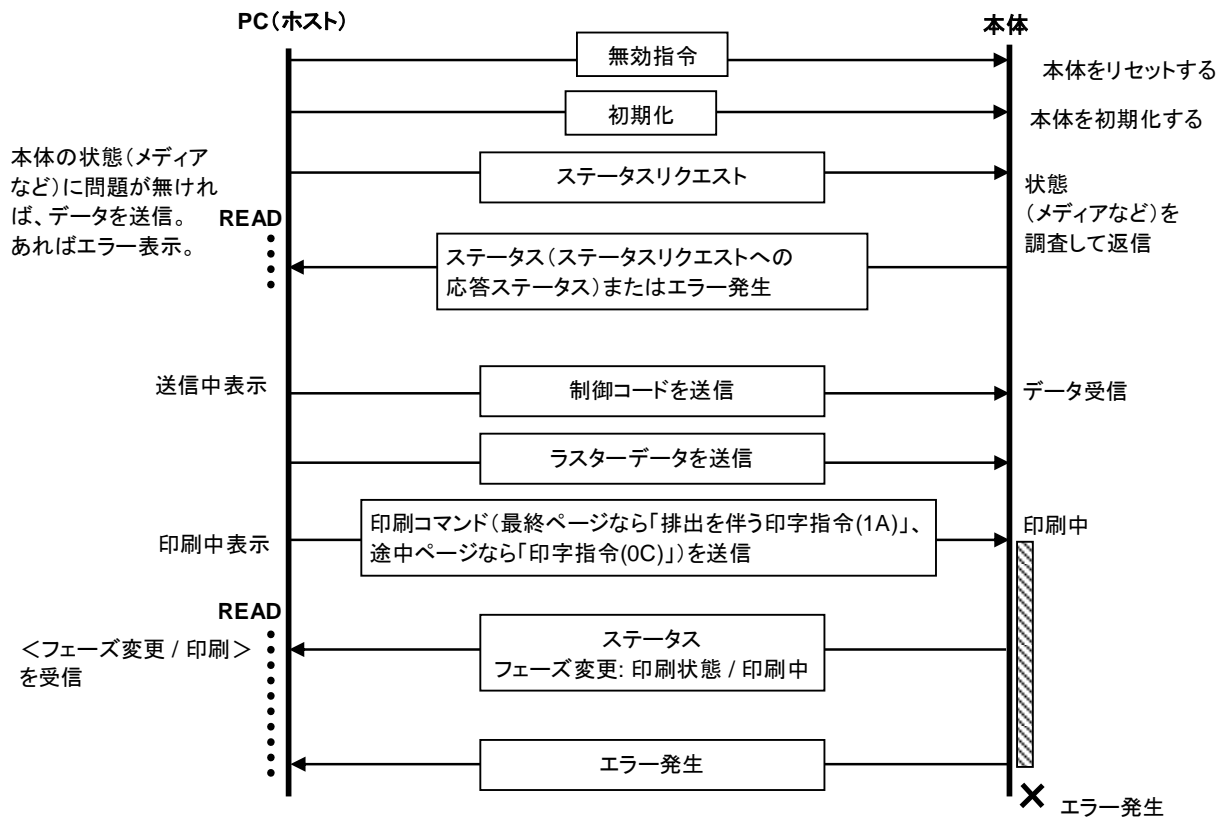 PC（ホスト）
本体
無効指令
本体をリセットする
初期化
本体を初期化する
本体の状態（メディア
など）に問題が無けれ
ば、データを送信。
あればエラー表示。
ステータスリクエスト
状態
（メディアなど）を
調査して返信
READ
ステータス（ステータスリクエストへの
応答ステータス）またはエラー発生
送信中表示
制御コードを送信
データ受信
ラスターデータを送信
印刷中表示
印刷コマンド（最終ページなら「排出を伴う印字指令(1A)」、
途中ページなら「印字指令(0C)」）を送信
印刷中
READ
＜フェーズ変更 / 印刷＞
を受信
ステータス
フェーズ変更: 印刷状態 / 印刷中
エラー発生
エラー発生